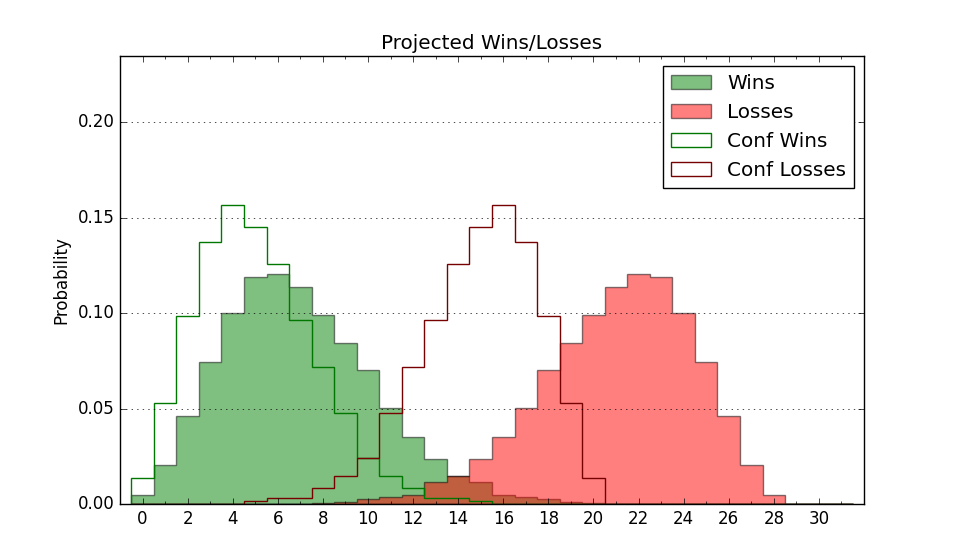 Projected Wins/Losses
Wins
Losses
Conf Wins
Conf Losses
Probability
0.20
0.15
0.10
0.05
0.00
0 2 4 6 8 10 12 14 16 18 20 22 24 26 28 30